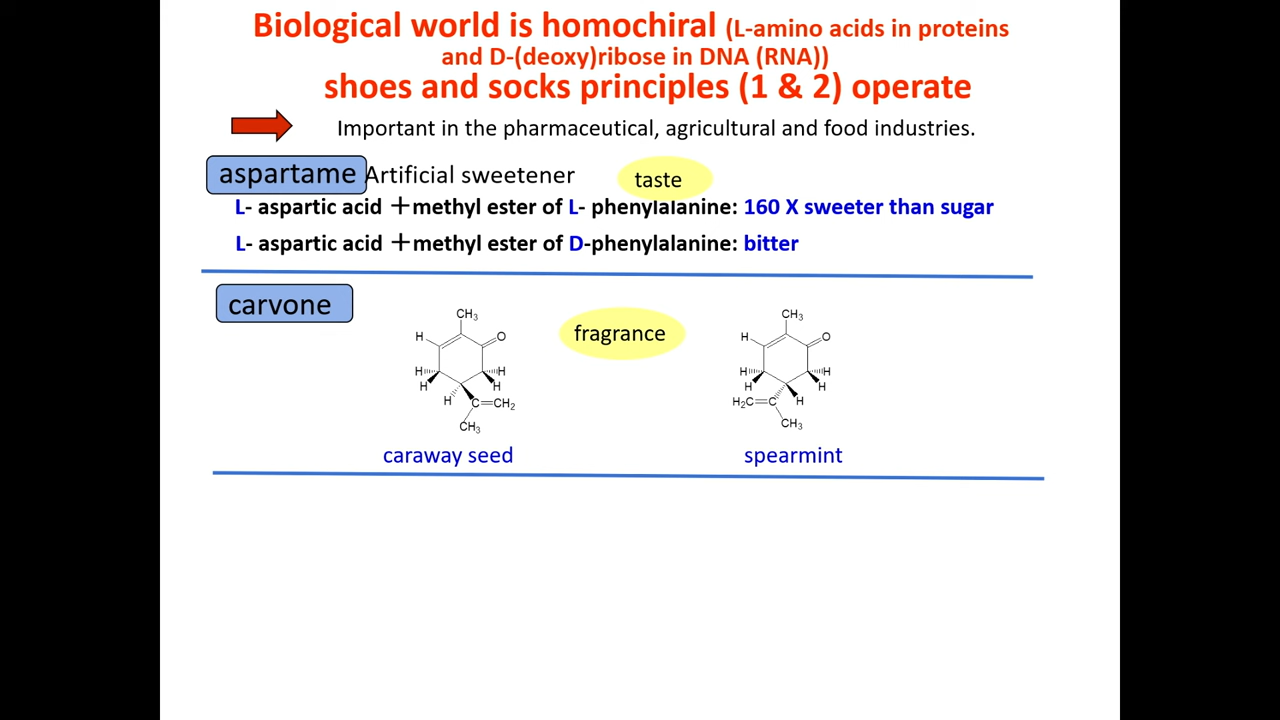 Biological world is homochiral (L-amino acids in proteins
and D-(deoxy)ribose in DNA (RNA))
shoes and socks principles (1 & 2) operate
Important in the pharmaceutical, agricultural and food industries.
aspartame Artificial sweetener taste
L- aspartic acid +methyl ester of L- phenylalanine: 160 X sweeter than sugar
L- aspartic acid +methyl ester of D-phenylalanine: bitter
carvone
fragrance
CH₃
H
O
H
H
H
H
H
C=CH₂
CH₃
caraway seed
CH₃
H
O
H
H
H
H
H₂C=C
H
CH₃
spearmint